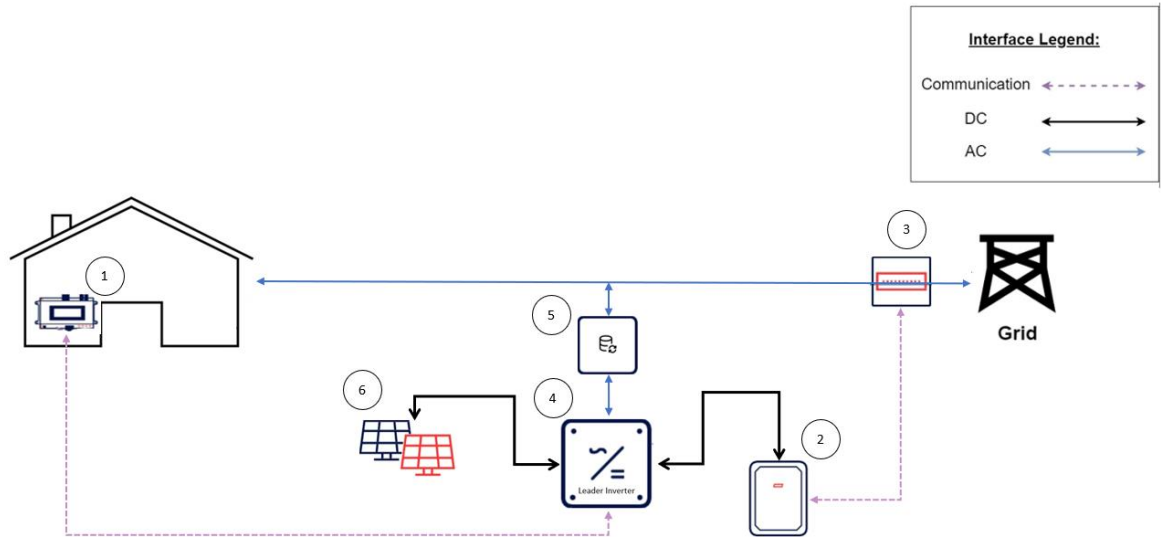 Interface Legend:
Communication
DC
AC
3
1
Grid
5
6
4
2
Leader Inverter